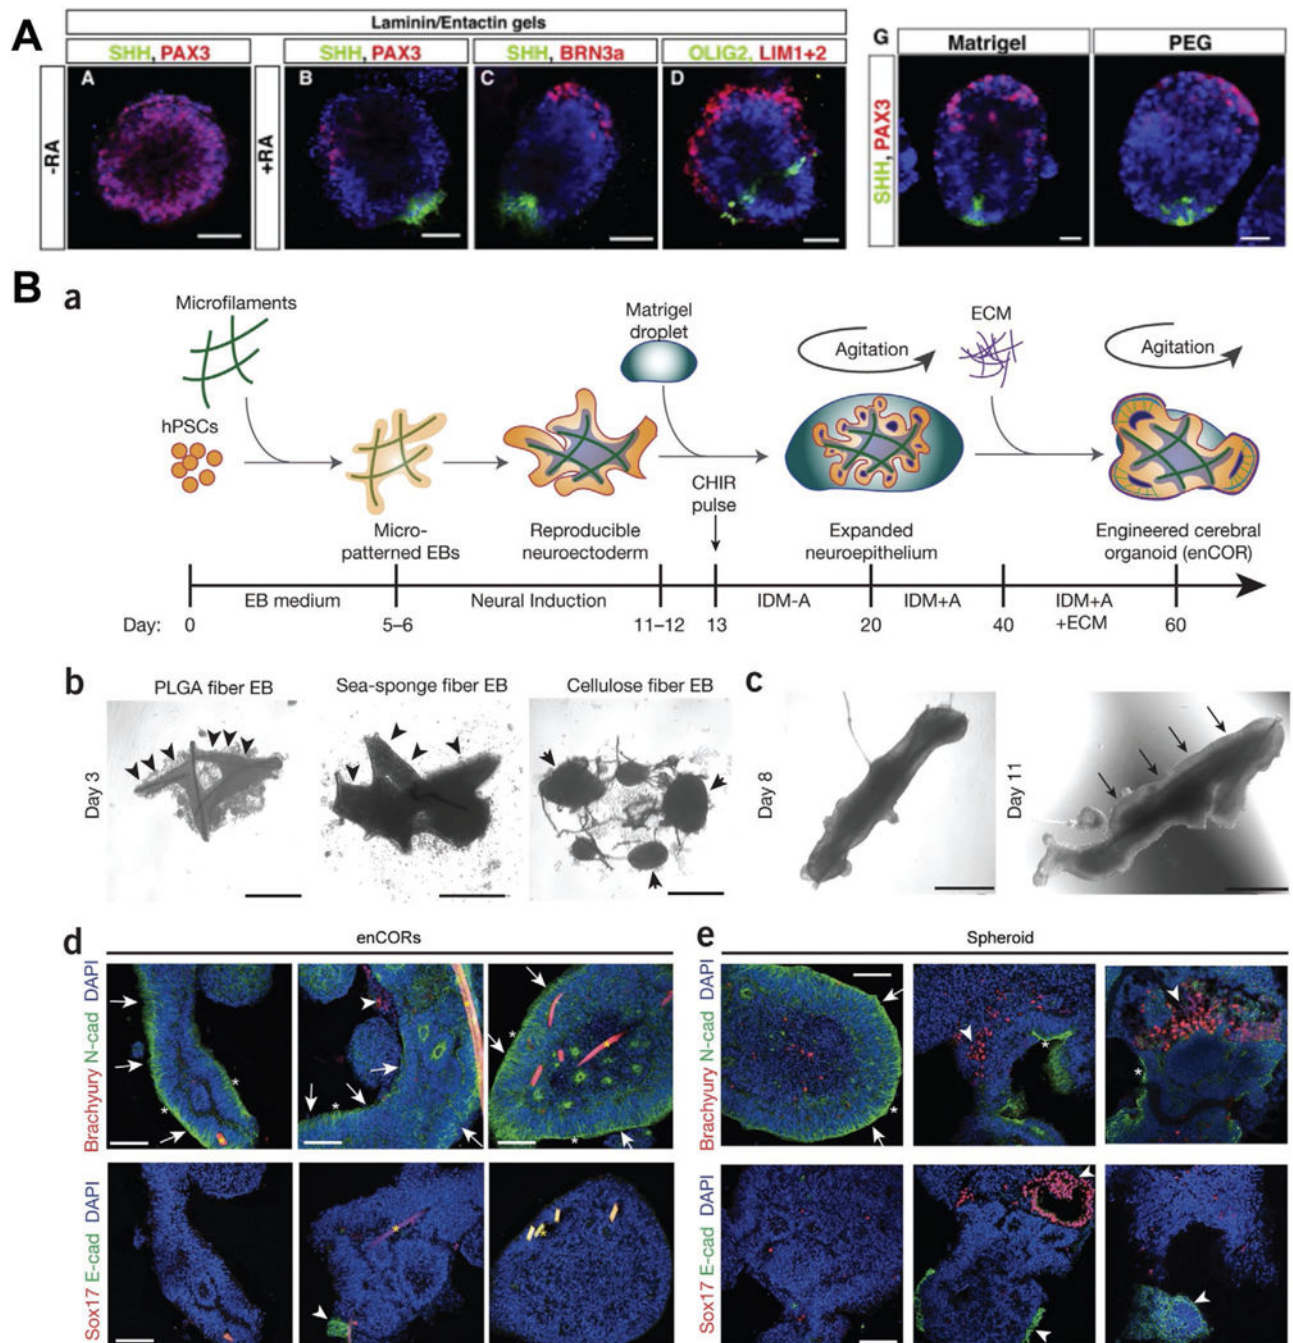 A
Laminin/Entactin gels
SHH, PAX3
SHH, PAX3
SHH, BRN3a
OLIG2, LIM1+2
-RA
A
+RA
B
C
D
G
Matrigel
PEG
SHH, PAX3
B
a
Microfilaments
hPSCs
Matrigel
droplet
Agitation
ECM
Agitation
CHIR
pulse
Micro-
patterned EBs
Reproducible
neuroectoderm
Expanded
neuroepithelium
Engineered cerebral
organoid (enCOR)
EB medium
Neural Induction
IDM-A
IDM+A
IDM+A
+ECM
Day: 0 5–6 11–12 13 20 40 60
b
PLGA fiber EB
Sea-sponge fiber EB
Cellulose fiber EB
Day 3
c
Day 8
Day 11
d
enCORs
Brachyury N-cad DAPI
Sox17 E-cad DAPI
e
Spheroid
Brachyury N-cad DAPI
Sox17 E-cad DAPI